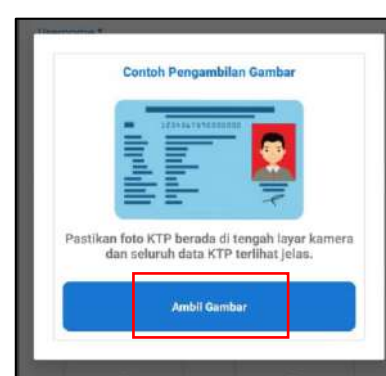 Username *
Contoh Pengambilan Gambar
Pastikan foto KTP berada di tengah layar kamera
dan seluruh data KTP terlihat jelas.
Ambil Gambar